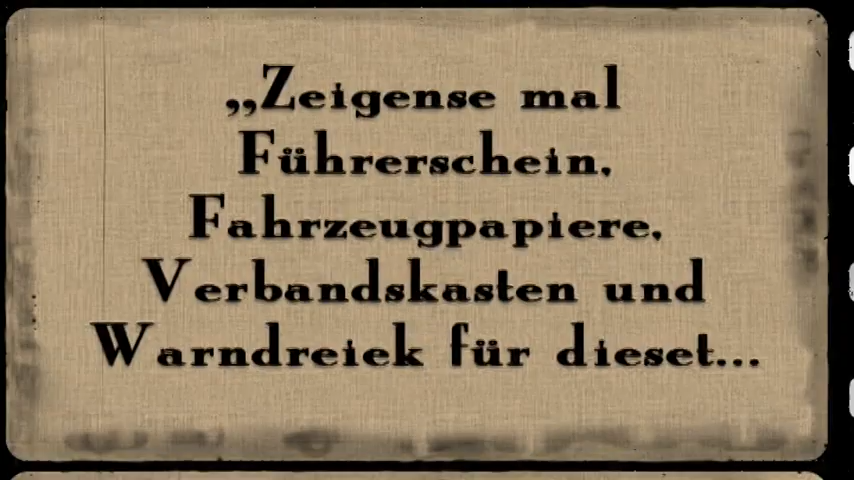 „Zeigense mal
Führerschein,
Fahrzeugpapiere,
Verbandskasten und
Warndreiek für dieset...